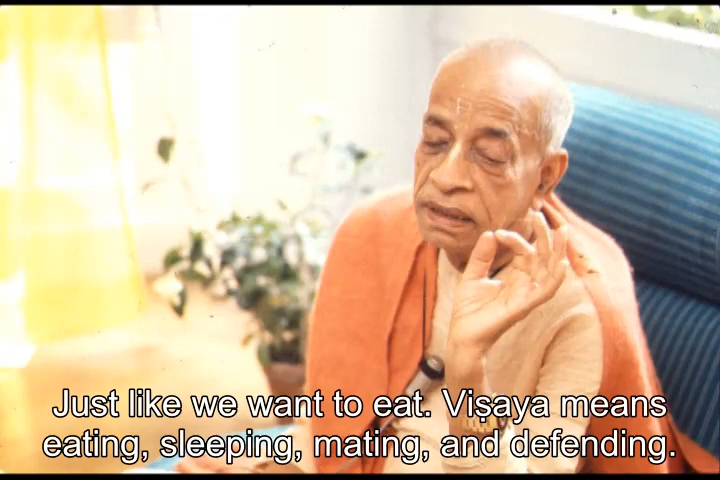 Just like we want to eat. Viṣaya means
eating, sleeping, mating, and defending.